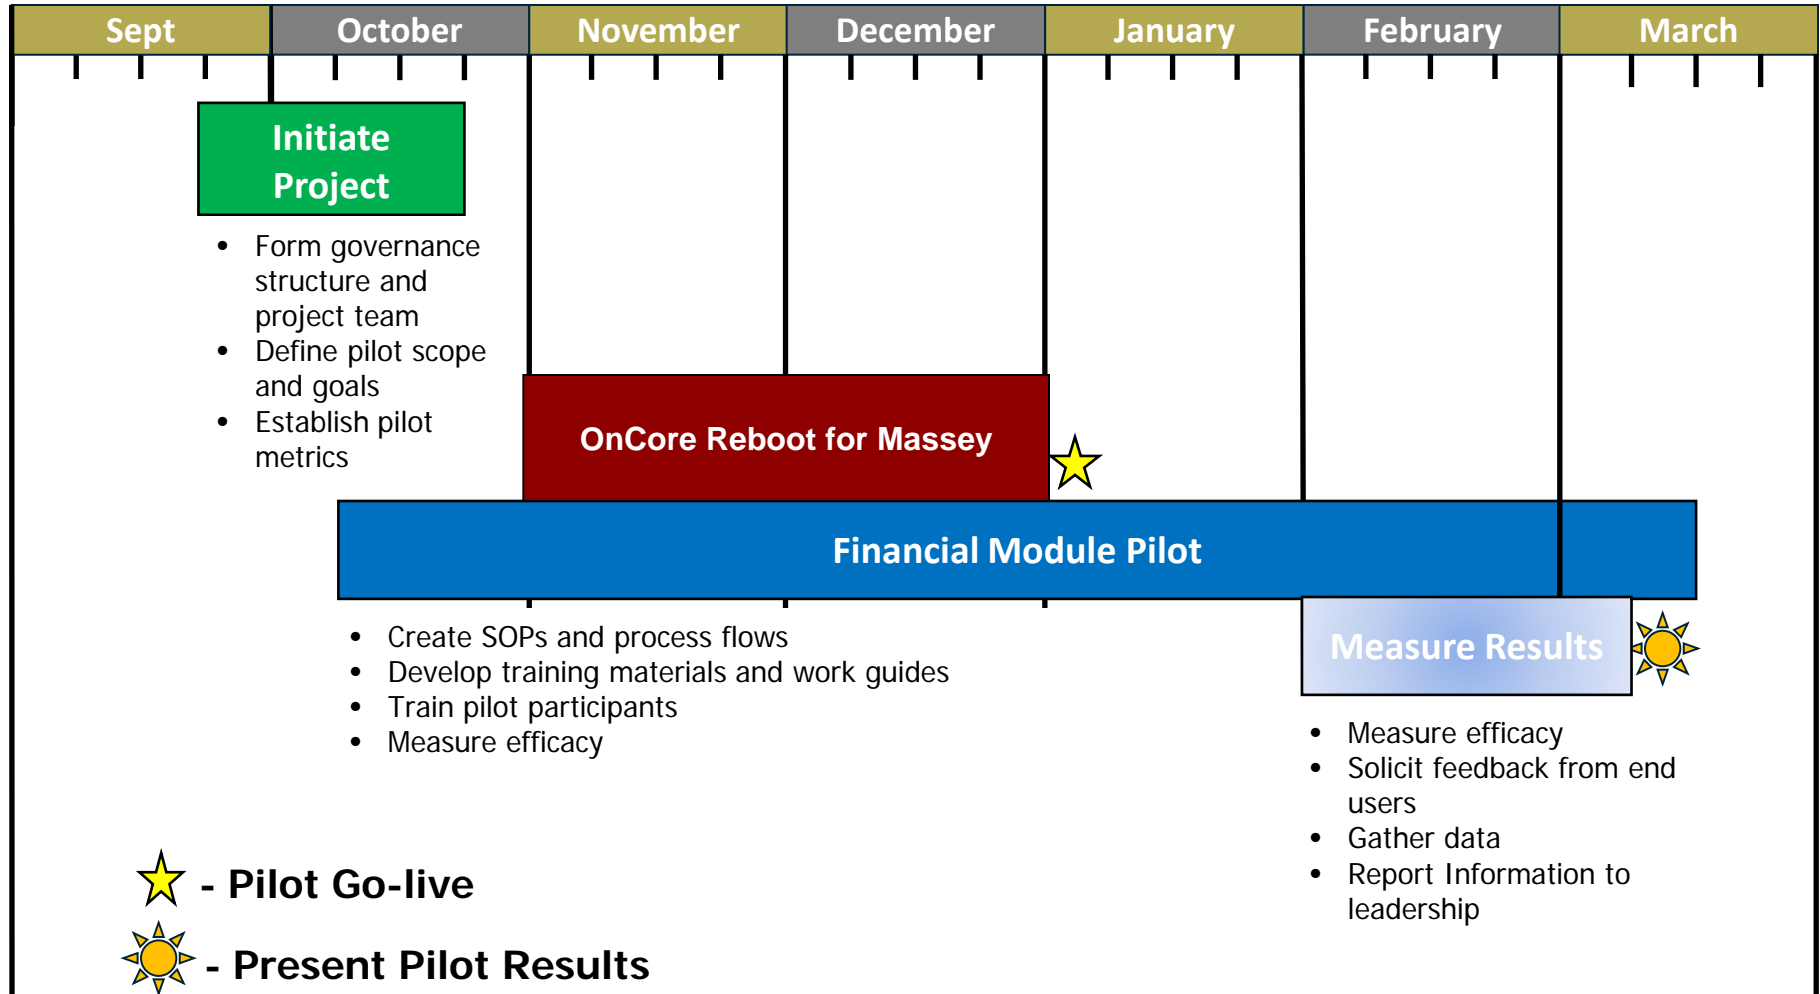 Sept October November December January February March
Initiate
Project
• Form governance
structure and
project team
• Define pilot scope
and goals
• Establish pilot
metrics
OnCore Reboot for Massey
Financial Module Pilot
• Create SOPs and process flows
• Develop training materials and work guides
• Train pilot participants
• Measure efficacy
Measure Results
• Measure efficacy
• Solicit feedback from end
users
• Gather data
• Report Information to
leadership
- Pilot Go-live
- Present Pilot Results